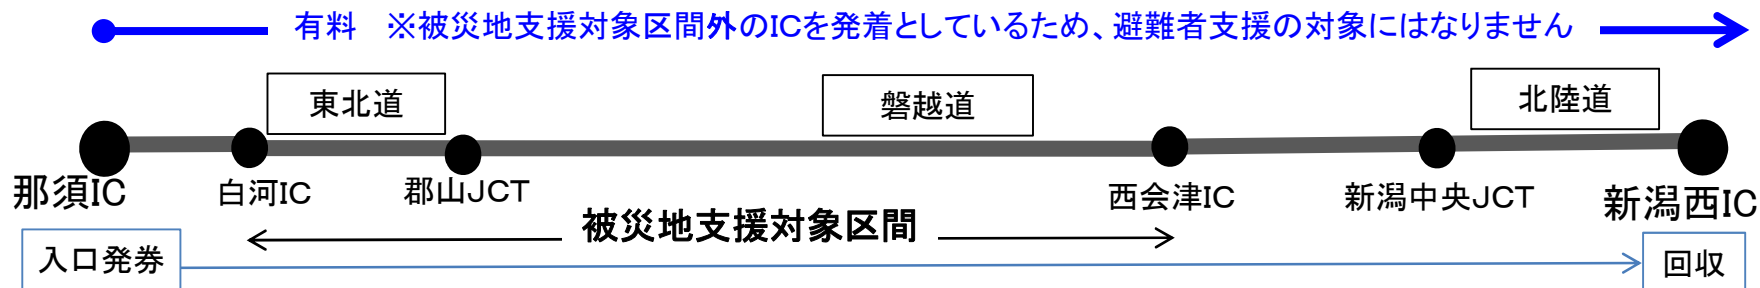 有料　※被災地支援対象区間外のICを発着としているため、避難者支援の対象にはなりません
東北道
磐越道
北陸道
那須IC
白河IC
郡山JCT
西会津IC
新潟中央JCT
新潟西IC
被災地支援対象区間
入口発券
回収